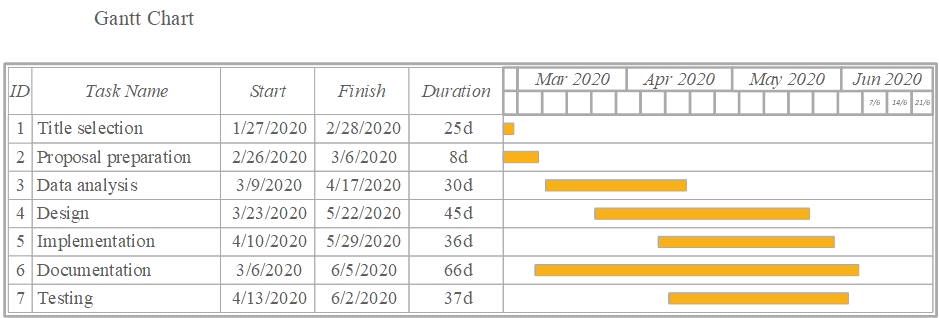 Gantt Chart
ID Task Name Start Finish Duration Mar 2020 Apr 2020 May 2020 Jun 2020
7/6 14/6 21/6
1 Title selection 1/27/2020 2/28/2020 25d
2 Proposal preparation 2/26/2020 3/6/2020 8d
3 Data analysis 3/9/2020 4/17/2020 30d
4 Design 3/23/2020 5/22/2020 45d
5 Implementation 4/10/2020 5/29/2020 36d
6 Documentation 3/6/2020 6/5/2020 66d
7 Testing 4/13/2020 6/2/2020 37d